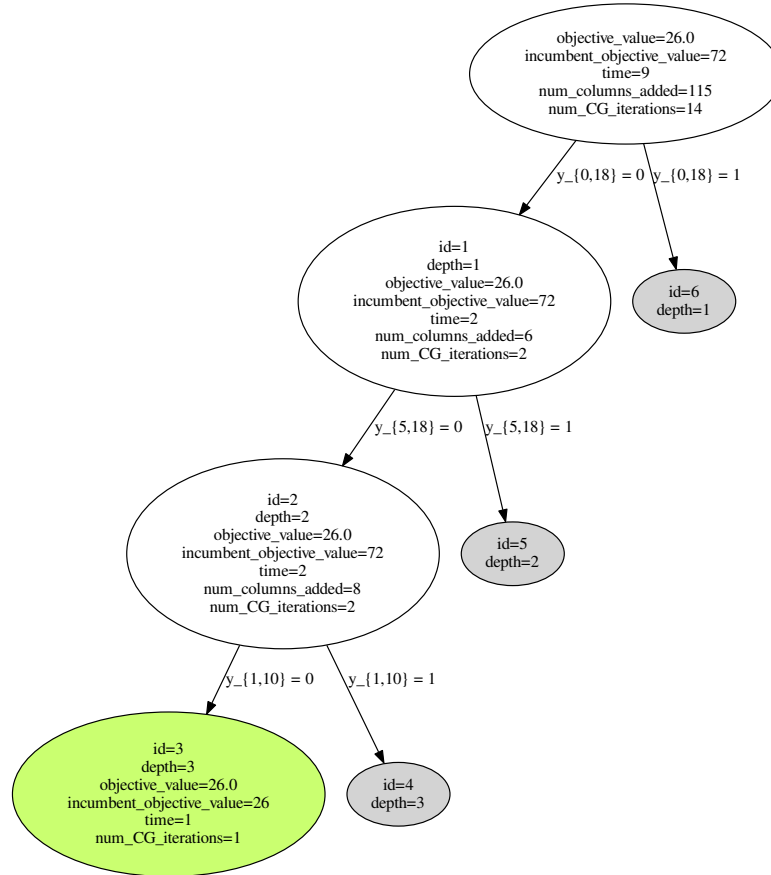 objective_value=26.0
incumbent_objective_value=72
time=9
num_columns_added=115
num_CG_iterations=14
y_{0,18} = 0
y_{0,18} = 1
id=1
depth=1
objective_value=26.0
incumbent_objective_value=72
time=2
num_columns_added=6
num_CG_iterations=2
id=6
depth=1
y_{5,18} = 0
y_{5,18} = 1
id=2
depth=2
objective_value=26.0
incumbent_objective_value=72
time=2
num_columns_added=8
num_CG_iterations=2
id=5
depth=2
y_{1,10} = 0
y_{1,10} = 1
id=3
depth=3
objective_value=26.0
incumbent_objective_value=26
time=1
num_CG_iterations=1
id=4
depth=3